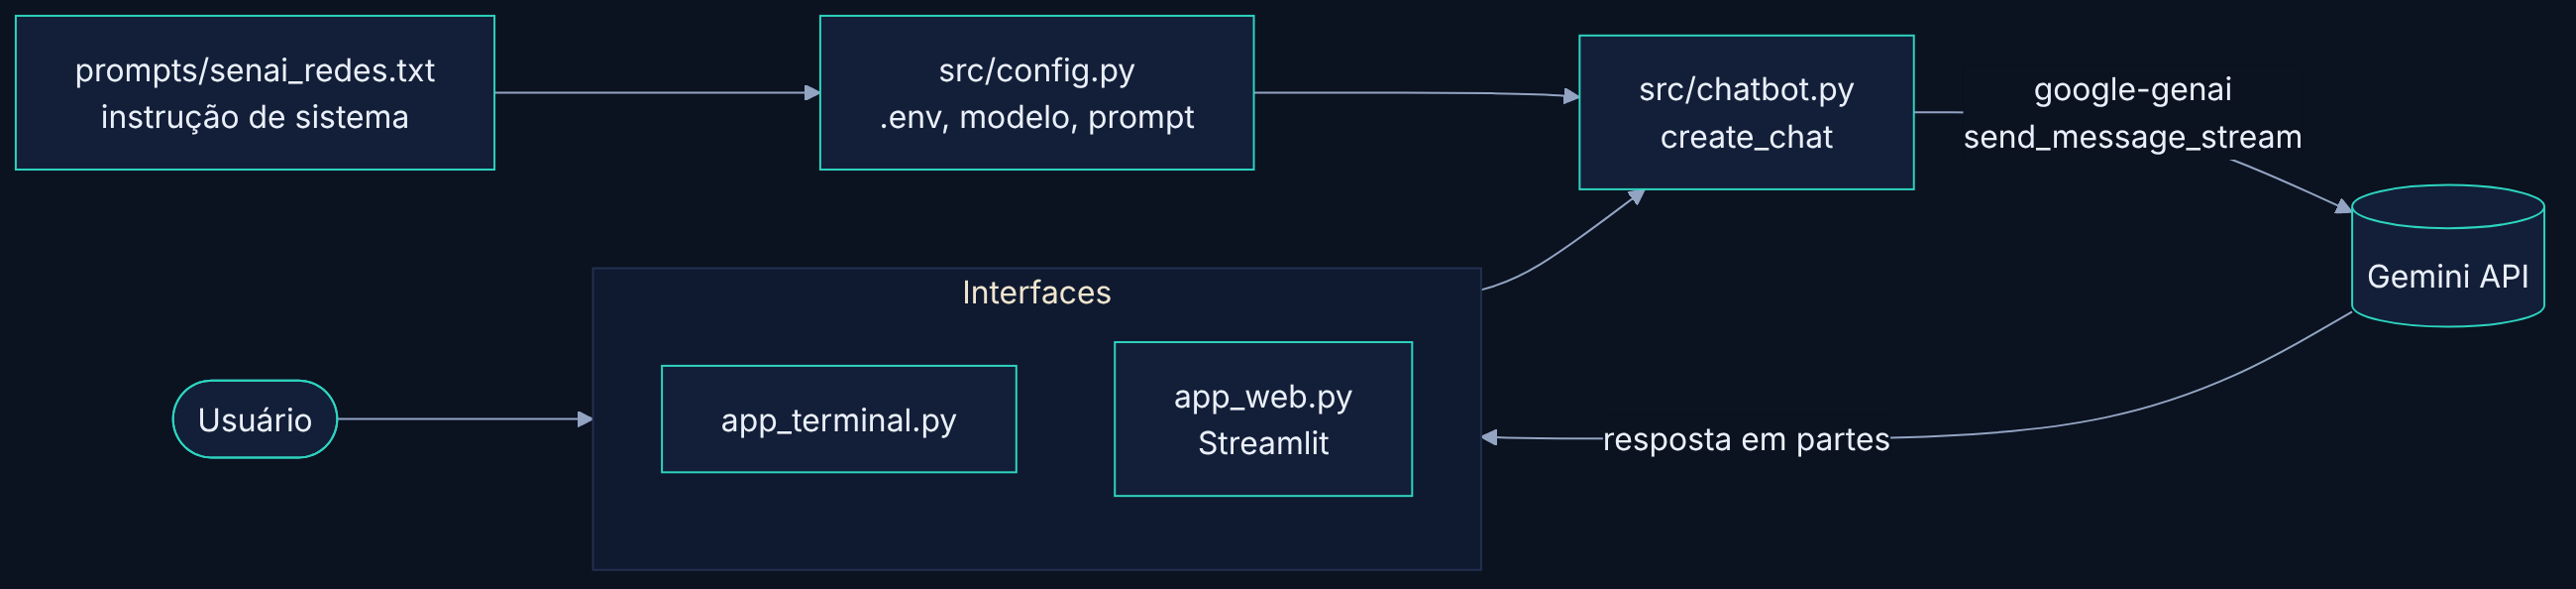 prompts/senai_redes.txt
instrução de sistema
src/config.py
.env, modelo, prompt
src/chatbot.py
create_chat
google-genai
send_message_stream
Gemini API
Interfaces
Usuário
app_terminal.py
app_web.py
Streamlit
resposta em partes